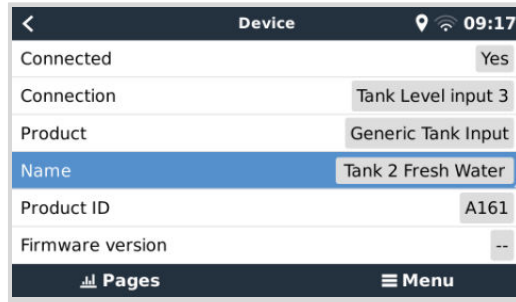 Device 09:17
Connected Yes
Connection Tank Level input 3
Product Generic Tank Input
Name Tank 2 Fresh Water
Product ID A161
Firmware version --
Pages Menu